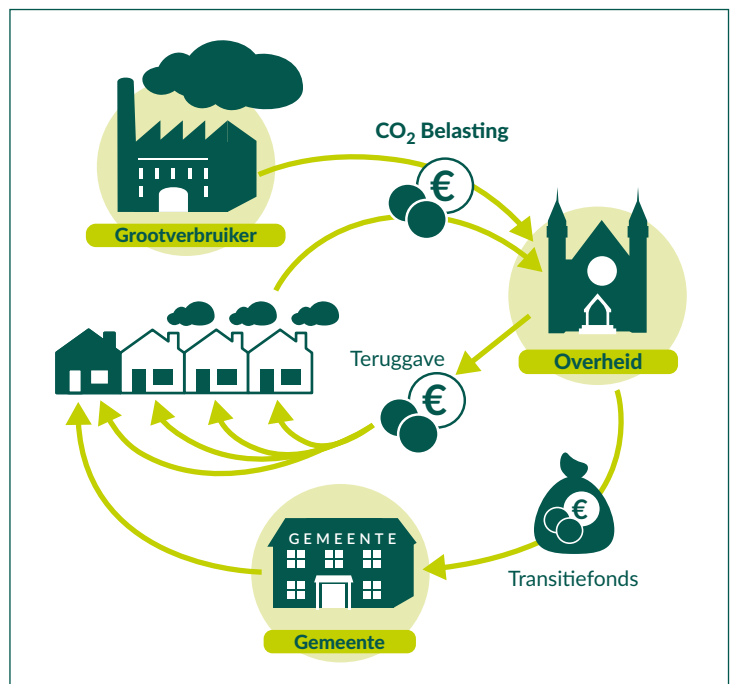 CO₂ Belasting
€
Grootverbruiker
Teruggave
Overheid
€
€
GEMEENTE
Transitiefonds
Gemeente